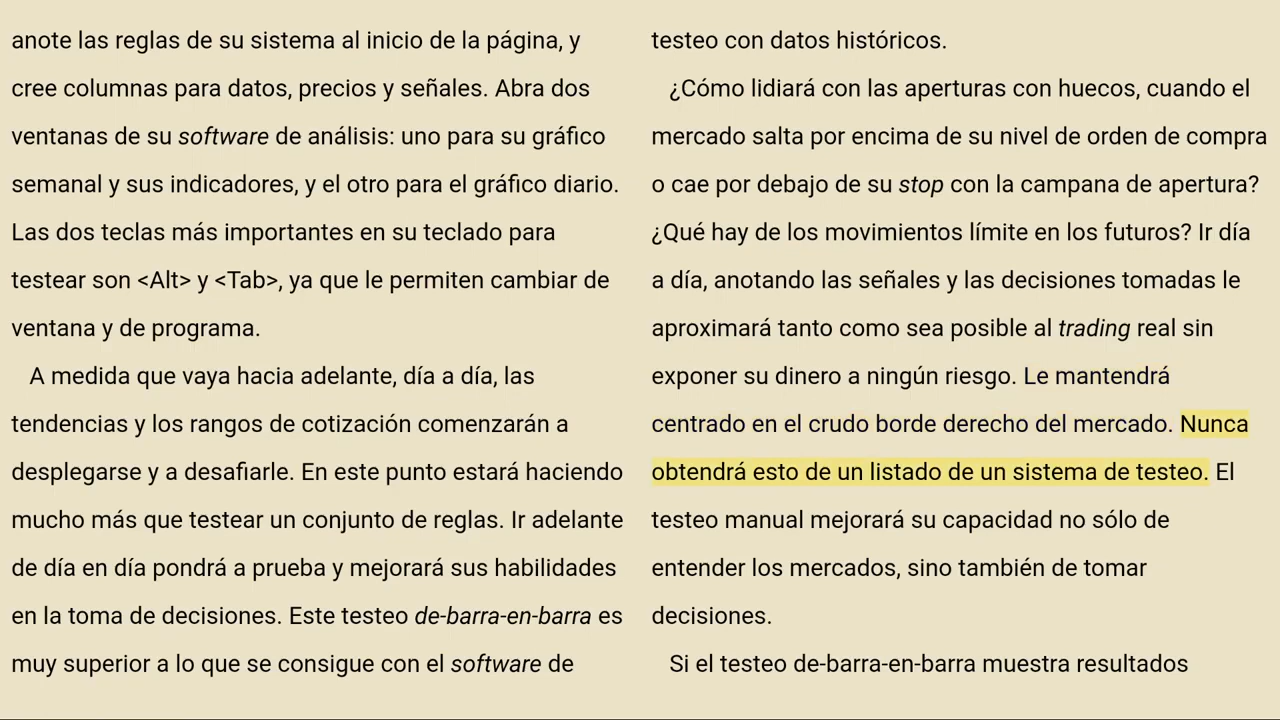 anote las reglas de su sistema al inicio de la página, y
cree columnas para datos, precios y señales. Abra dos
ventanas de su software de análisis: uno para su gráfico
semanal y sus indicadores, y el otro para el gráfico diario.
Las dos teclas más importantes en su teclado para
testear son <Alt> y <Tab>, ya que le permiten cambiar de
ventana y de programa.
A medida que vaya hacia adelante, día a día, las
tendencias y los rangos de cotización comenzarán a
desplegarse y a desafiarle. En este punto estará haciendo
mucho más que testear un conjunto de reglas. Ir adelante
de día en día pondrá a prueba y mejorará sus habilidades
en la toma de decisiones. Este testeo de-barra-en-barra es
muy superior a lo que se consigue con el software de
testeo con datos históricos.
¿Cómo lidiará con las aperturas con huecos, cuando el
mercado salta por encima de su nivel de orden de compra
o cae por debajo de su stop con la campana de apertura?
¿Qué hay de los movimientos límite en los futuros? Ir día
a día, anotando las señales y las decisiones tomadas le
aproximará tanto como sea posible al trading real sin
exponer su dinero a ningún riesgo. Le mantendrá
centrado en el crudo borde derecho del mercado. Nunca
obtendrá esto de un listado de un sistema de testeo. El
testeo manual mejorará su capacidad no sólo de
entender los mercados, sino también de tomar
decisiones.
Si el testeo de-barra-en-barra muestra resultados